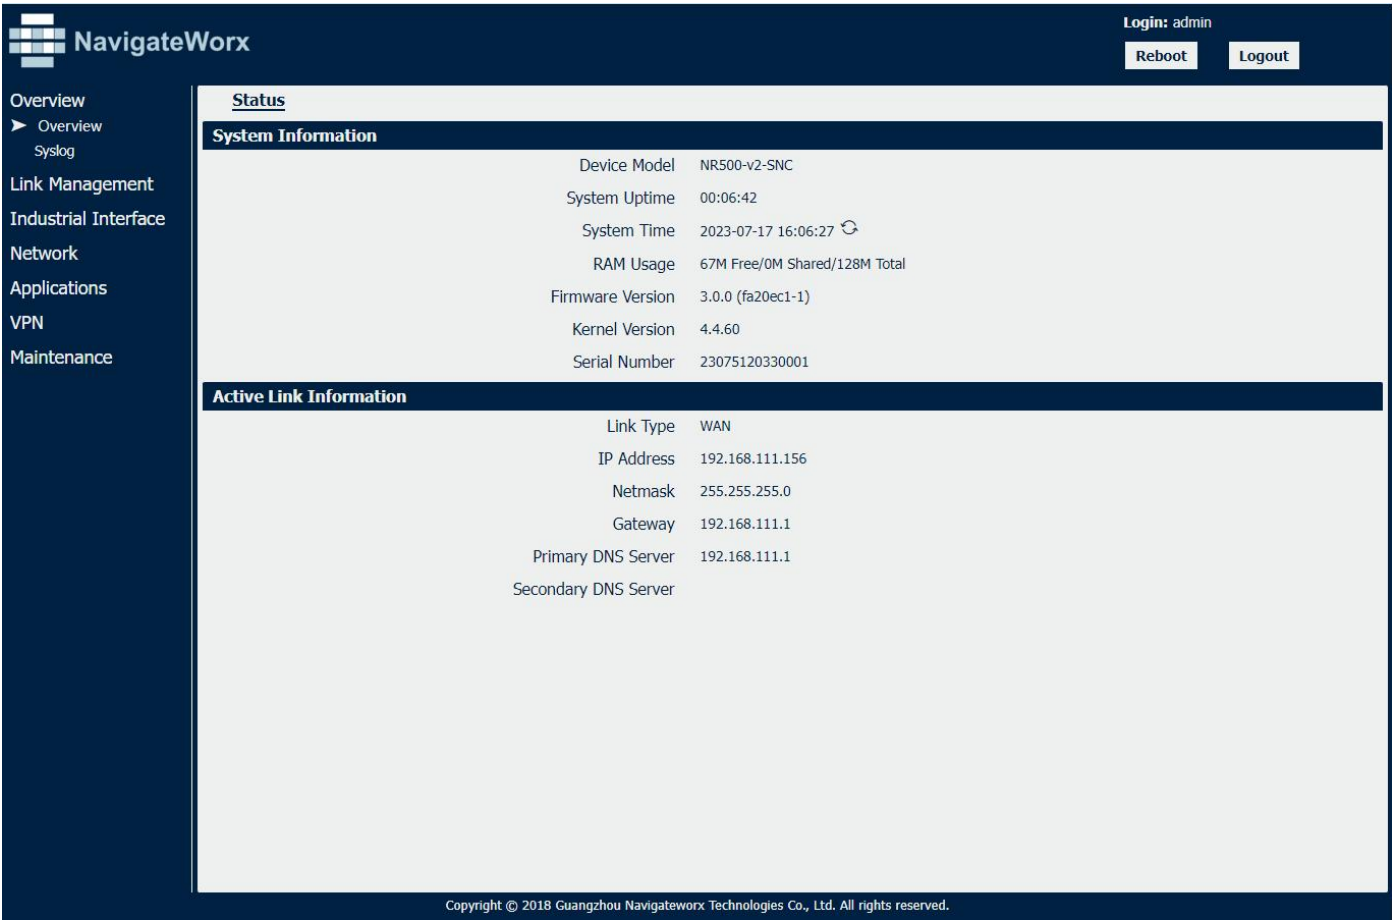 NavigateWorx
Login: admin
Reboot Logout
Overview
➤ Overview
Syslog
Link Management
Industrial Interface
Network
Applications
VPN
Maintenance
Status
System Information
Device Model NR500-v2-SNC
System Uptime 00:06:42
System Time 2023-07-17 16:06:27
RAM Usage 67M Free/0M Shared/128M Total
Firmware Version 3.0.0 (fa20ec1-1)
Kernel Version 4.4.60
Serial Number 23075120330001
Active Link Information
Link Type WAN
IP Address 192.168.111.156
Netmask 255.255.255.0
Gateway 192.168.111.1
Primary DNS Server 192.168.111.1
Secondary DNS Server
Copyright © 2018 Guangzhou Navigateworx Technologies Co., Ltd. All rights reserved.